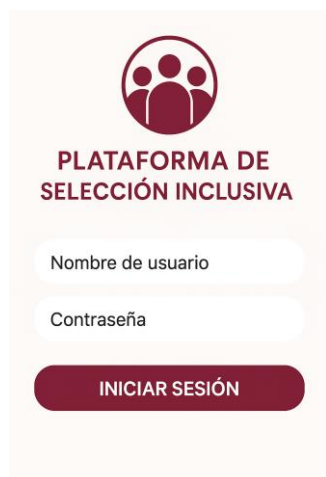 PLATAFORMA DE
SELECCIÓN INCLUSIVA
Nombre de usuario
Contraseña
INICIAR SESIÓN